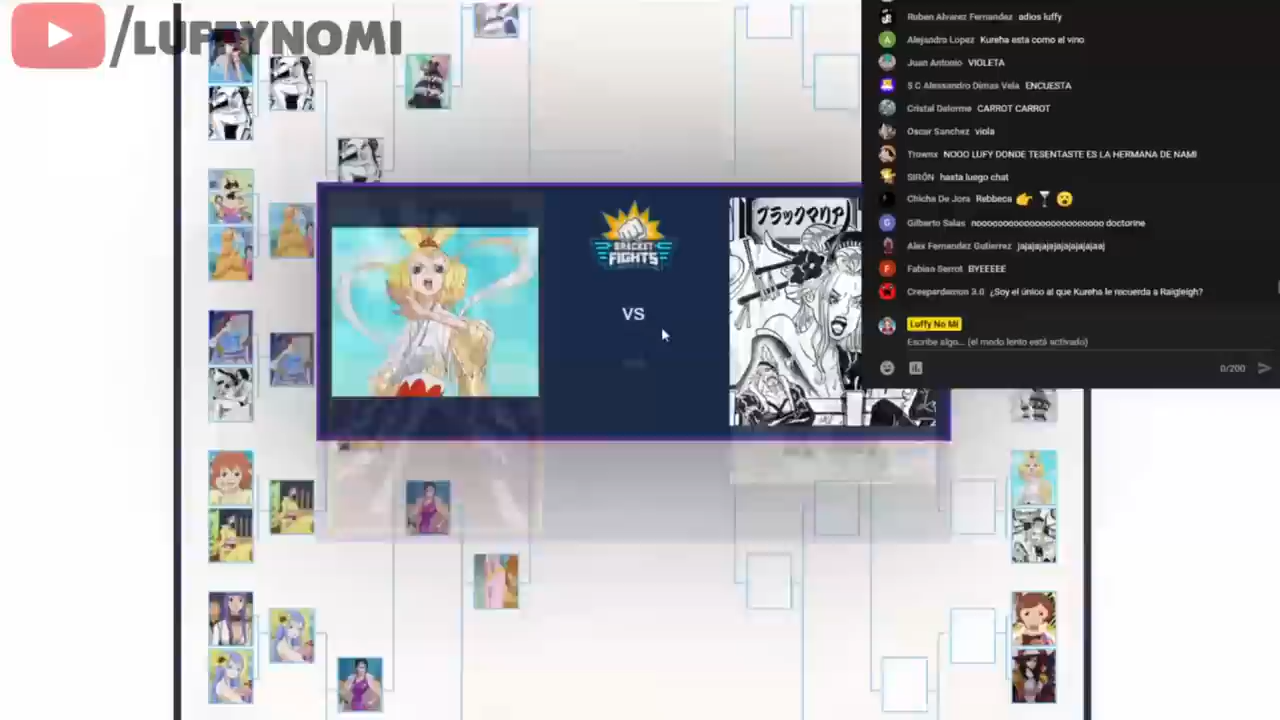 /LUFFYNOMI
Ruben Alvarez Fernandez adios luffy
A Alejandro Lopez Kureha esta como el vino
Juan Antonio VIOLETA
S C Alessandro Dimas Vela ENCUESTA
Cristal Delorme CARROT CARROT
Oscar Sanchez viola
Trownx NOOO LUFY DONDE TESENTASTE ES LA HERMANA DE NAMI
SIRÓN hasta luego chat
Chicha De Jora Rebbeca 👉🍸😮
G Gilberto Salas noooooooooooooooooooooooo doctorine
Alex Fernandez Gutierrez jajajajajajajajajaaj
F Fabian Serrot BYEEEEE
Creeperdemon 3.0 ¿Soy el único al que Kureha le recuerda a Raigleigh?
Luffy No Mi
Escribe algo... (el modo lento está activado)
0/200
BRACKET
FIGHTS
VS
ブラックマリア